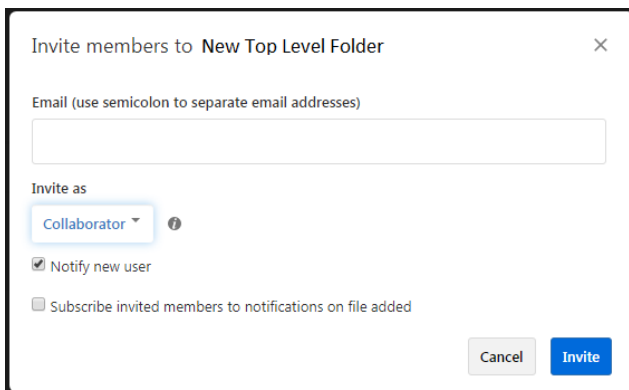 Invite members to New Top Level Folder
Email (use semicolon to separate email addresses)
Invite as
Collaborator
Notify new user
Subscribe invited members to notifications on file added
Cancel Invite